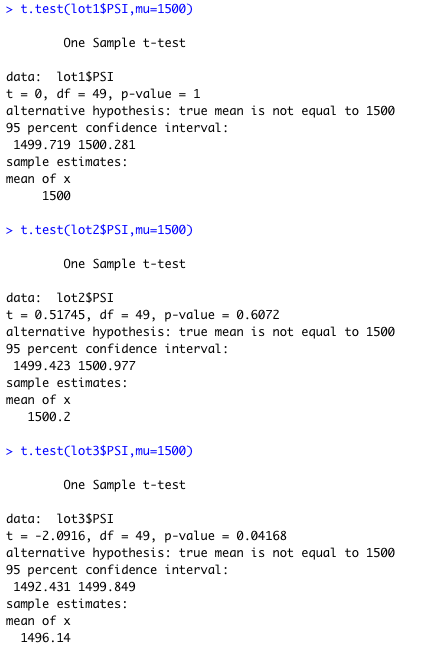 > t.test(lot1$PSI,mu=1500)
One Sample t-test
data:  lot1$PSI
t = 0, df = 49, p-value = 1
alternative hypothesis: true mean is not equal to 1500
95 percent confidence interval:
1499.719 1500.281
sample estimates:
mean of x
1500
> t.test(lot2$PSI,mu=1500)
One Sample t-test
data:  lot2$PSI
t = 0.51745, df = 49, p-value = 0.6072
alternative hypothesis: true mean is not equal to 1500
95 percent confidence interval:
1499.423 1500.977
sample estimates:
mean of x
1500.2
> t.test(lot3$PSI,mu=1500)
One Sample t-test
data:  lot3$PSI
t = -2.0916, df = 49, p-value = 0.04168
alternative hypothesis: true mean is not equal to 1500
95 percent confidence interval:
1492.431 1499.849
sample estimates:
mean of x
1496.14